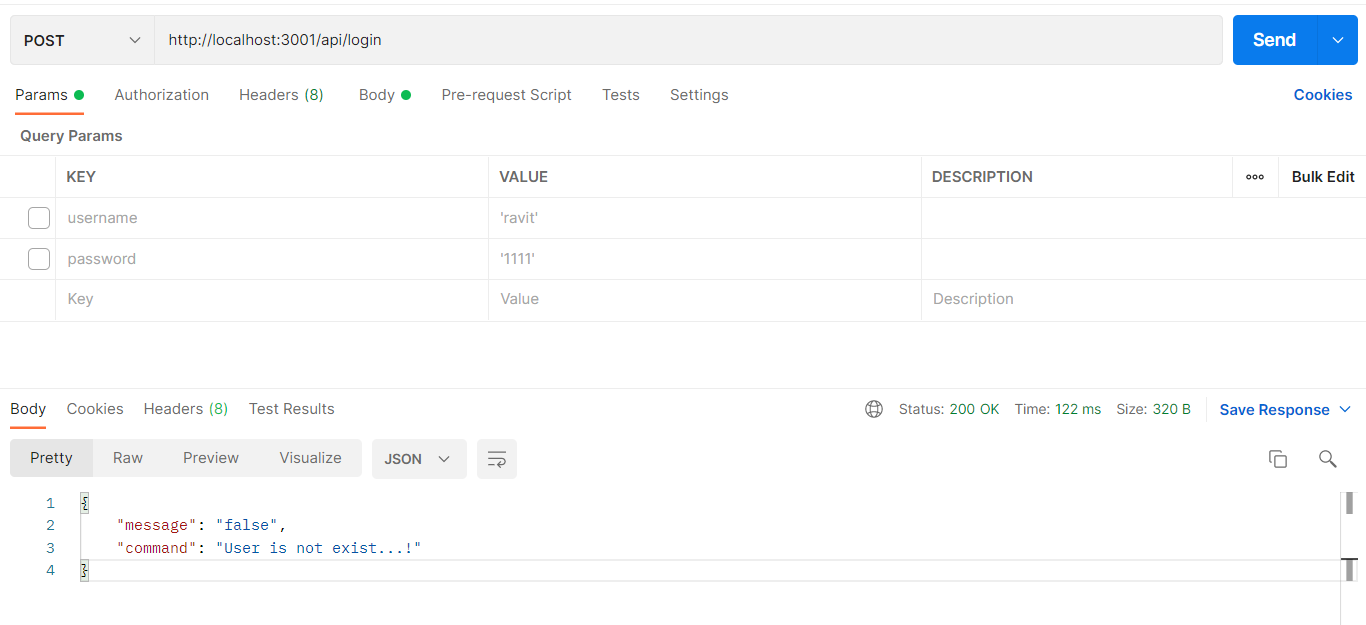 POST http://localhost:3001/api/login Send
Params Authorization Headers (8) Body Pre-request Script Tests Settings Cookies
Query Params
KEY VALUE DESCRIPTION ooo Bulk Edit
username 'ravit'
password '1111'
Key Value Description
Body Cookies Headers (8) Test Results Status: 200 OK Time: 122 ms Size: 320 B Save Response
Pretty Raw Preview Visualize JSON
1 {
2 "message": "false",
3 "command": "User is not exist...!"
4 }